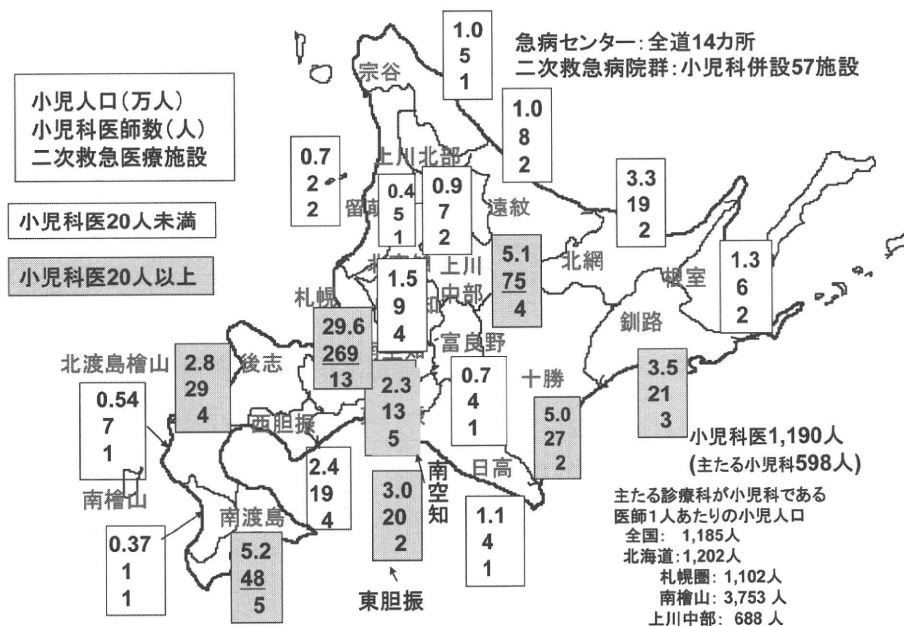 急病センター:全道14カ所
二次救急病院群:小児科併設57施設
小児人口(万人)
小児科医師数(人)
二次救急医療施設
小児科医20人未満
小児科医20人以上
宗谷
1.0
5
1
1.0
8
2
0.7
2
2
上川北部
留萌
0.4
5
1
0.9
7
2
遠紋
3.3
19
2
北網
1.3
6
2
根室
5.1
75
4
上川
中部
1.5
9
4
札幌
29.6
269
13
富良野
0.7
4
1
釧路
3.5
21
3
十勝
5.0
27
2
北渡島檜山
後志
2.8
29
4
0.54
7
1
南檜山
西胆振
2.3
13
5
南空知
2.4
19
4
日高
1.1
4
1
3.0
20
2
東胆振
南渡島
0.37
1
1
5.2
48
5
小児科医1,190人
(主たる小児科598人)
主たる診療科が小児科である
医師1人あたりの小児人口
全国: 1,185人
北海道:1,202人
札幌圏: 1,102人
南檜山: 3,753 人
上川中部: 688 人